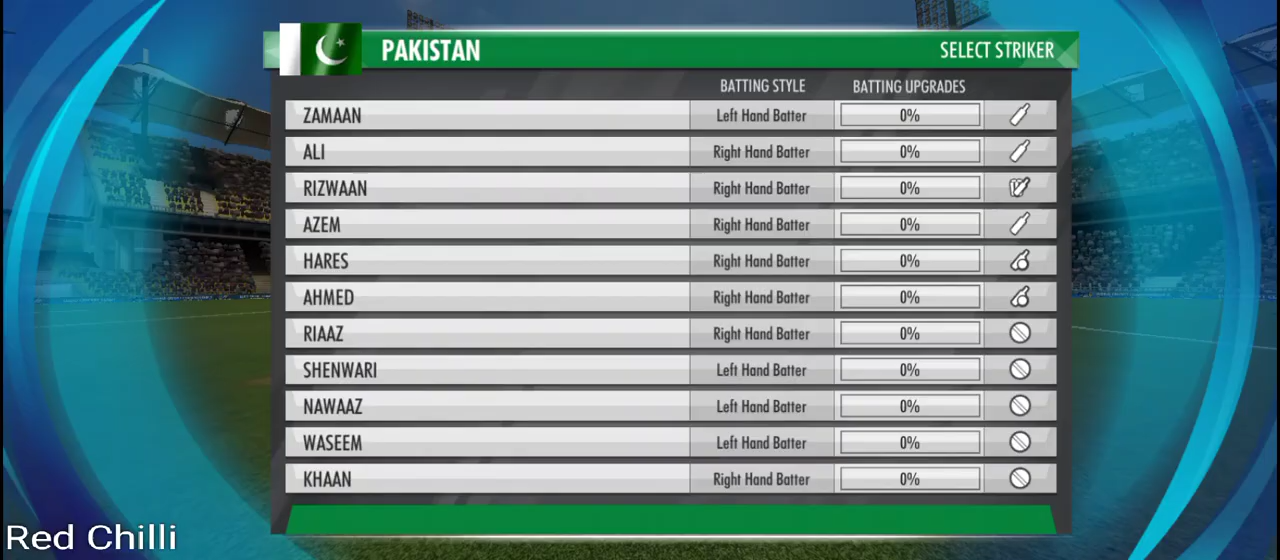 PAKISTAN SELECT STRIKER
BATTING STYLE BATTING UPGRADES
ZAMAAN Left Hand Batter 0%
ALI Right Hand Batter 0%
RIZWAAN Right Hand Batter 0%
AZEM Right Hand Batter 0%
HARES Right Hand Batter 0%
AHMED Right Hand Batter 0%
RIAAZ Right Hand Batter 0%
SHENWARI Left Hand Batter 0%
NAWAAZ Left Hand Batter 0%
WASEEM Left Hand Batter 0%
KHAAN Right Hand Batter 0%
Red Chilli